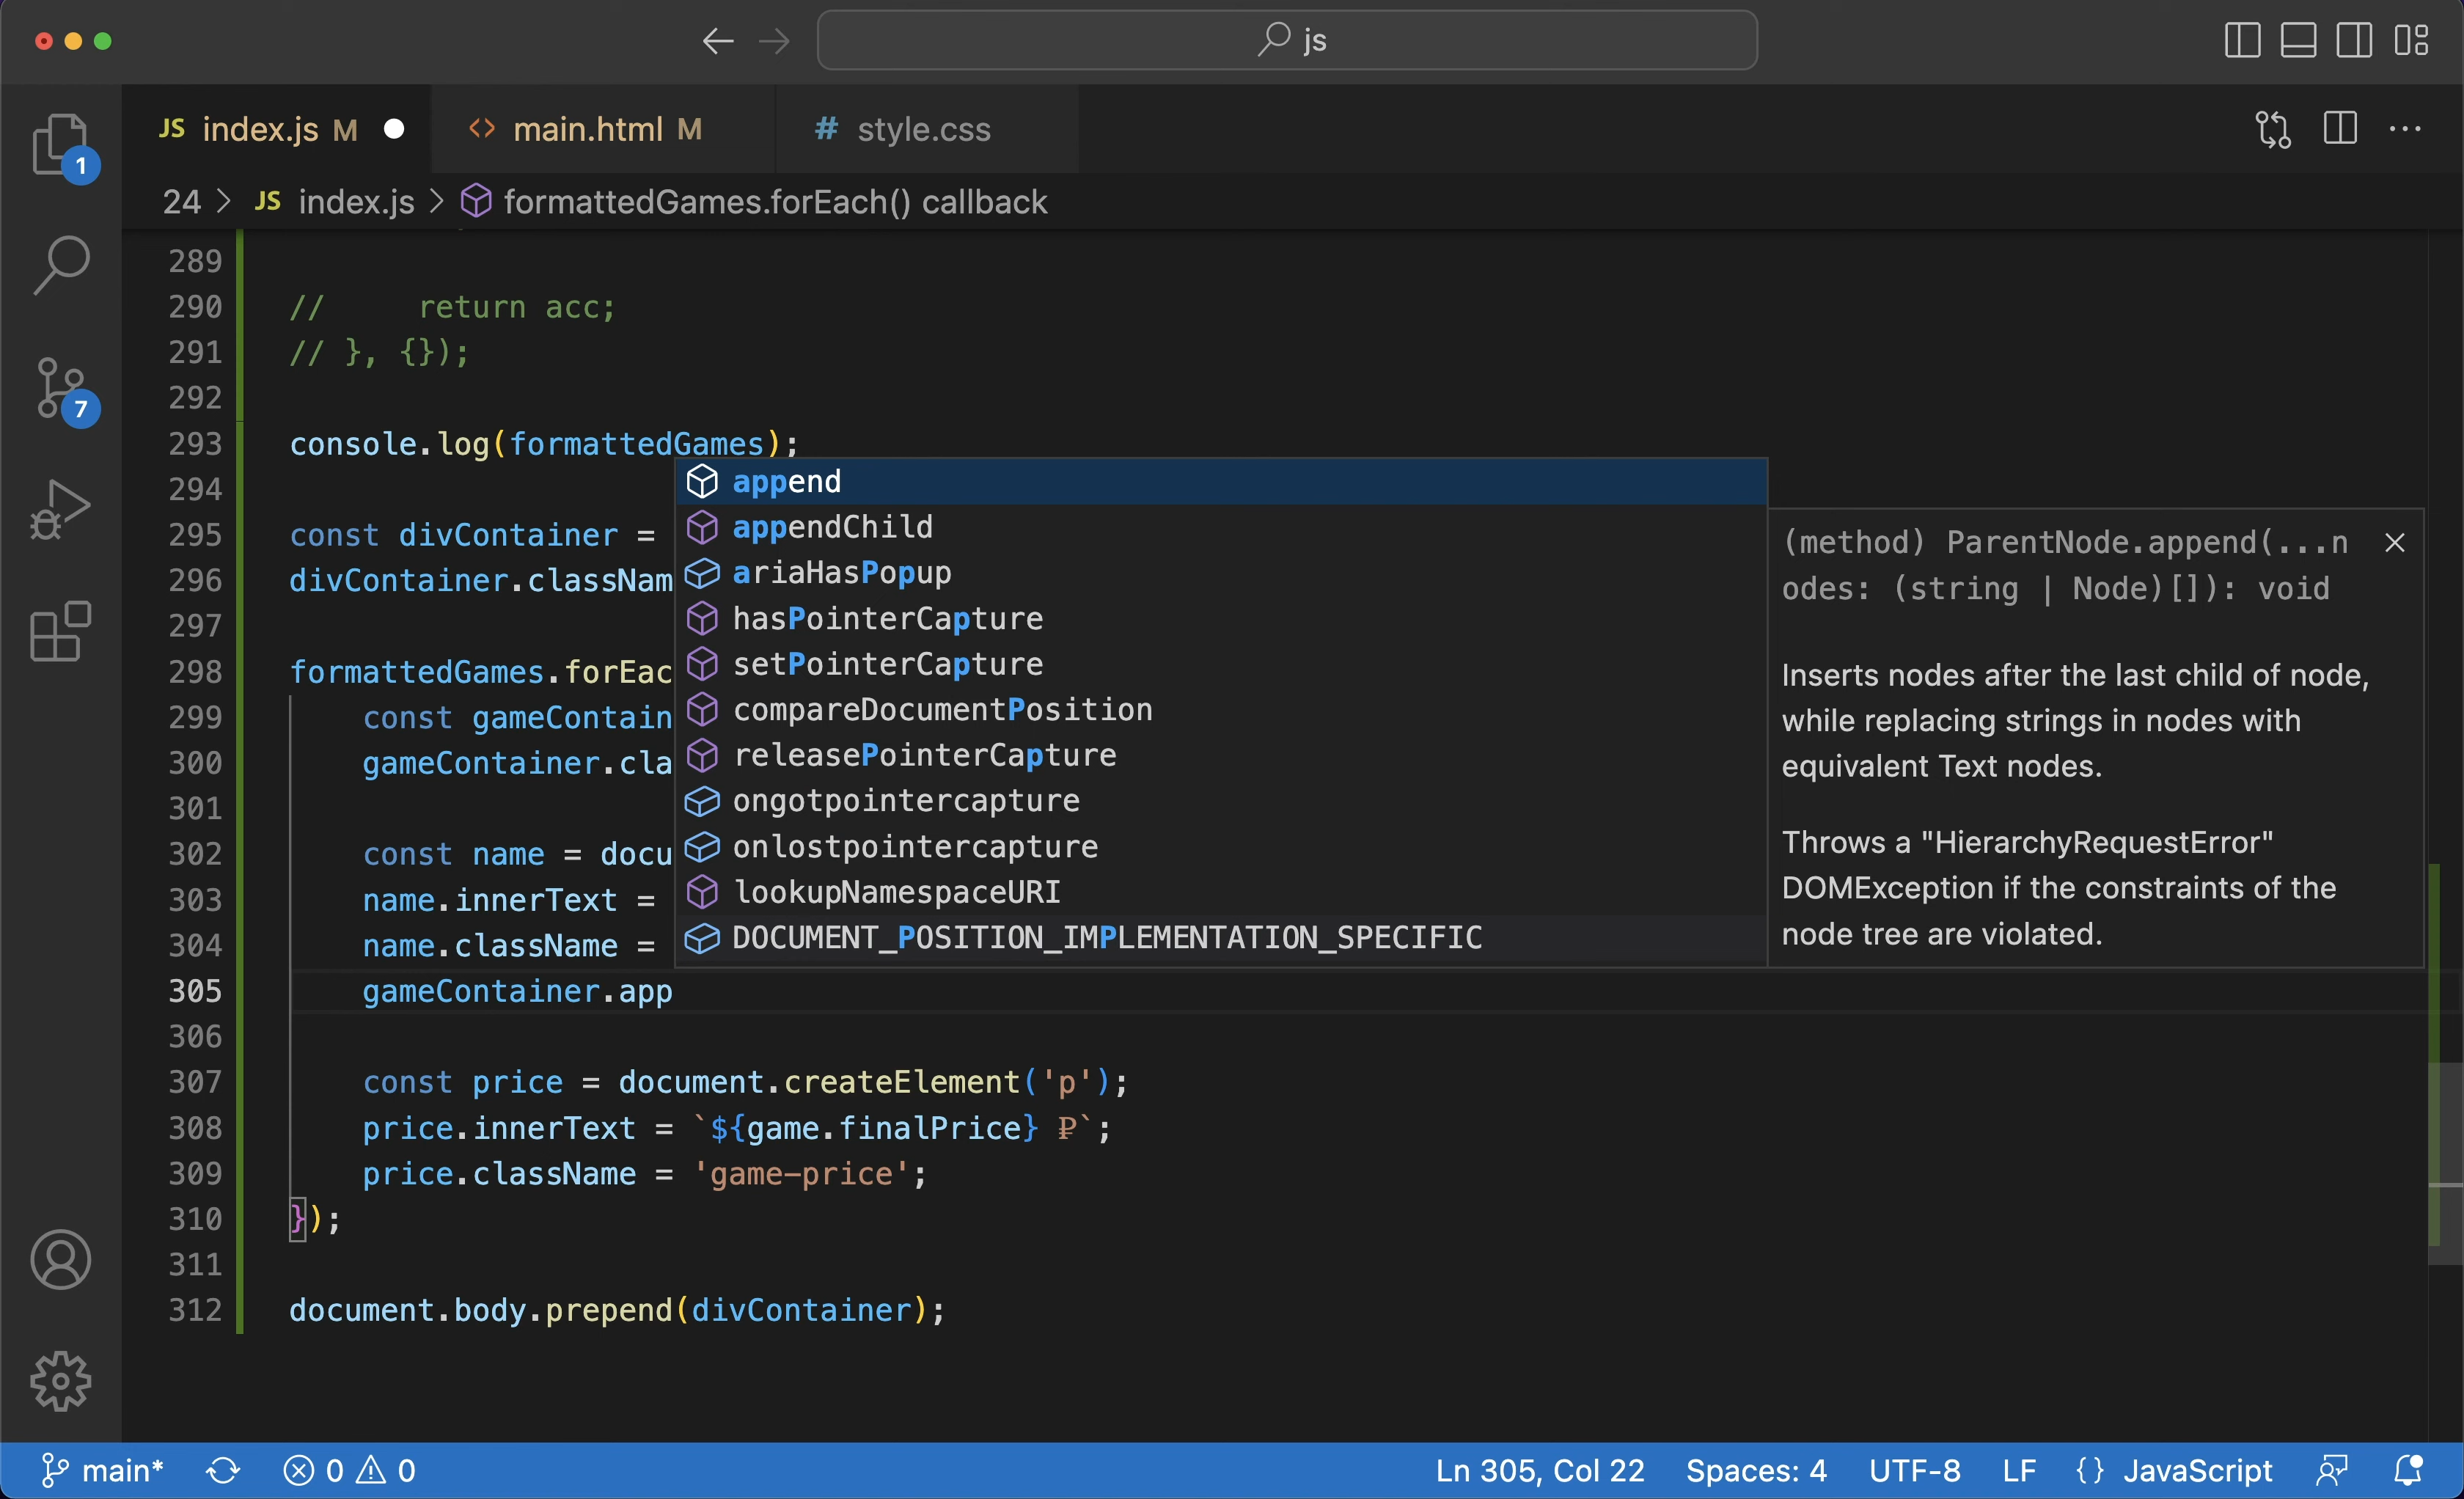 js
JS index.js M
<> main.html M
# style.css
24 > JS index.js > formattedGames.forEach() callback
1
7
289
290 //     return acc;
291 // }, {});
292
293 console.log(formattedGames);
294
295 const divContainer =
296 divContainer.classNam
297
298 formattedGames.forEac
299     const gameContain
300     gameContainer.cla
301
302     const name = docu
303     name.innerText =
304     name.className =
305     gameContainer.app
306
307     const price = document.createElement('p');
308     price.innerText = `${game.finalPrice} ₽`;
309     price.className = 'game-price';
310 });
311
312 document.body.prepend(divContainer);
append
appendChild
ariaHasPopup
hasPointerCapture
setPointerCapture
compareDocumentPosition
releasePointerCapture
ongotpointercapture
onlostpointercapture
lookupNamespaceURI
DOCUMENT_POSITION_IMPLEMENTATION_SPECIFIC
(method) ParentNode.append(...n
odes: (string | Node)[]): void
Inserts nodes after the last child of node,
while replacing strings in nodes with
equivalent Text nodes.
Throws a "HierarchyRequestError"
DOMException if the constraints of the
node tree are violated.
main* 0 0 Ln 305, Col 22 Spaces: 4 UTF-8 LF {} JavaScript